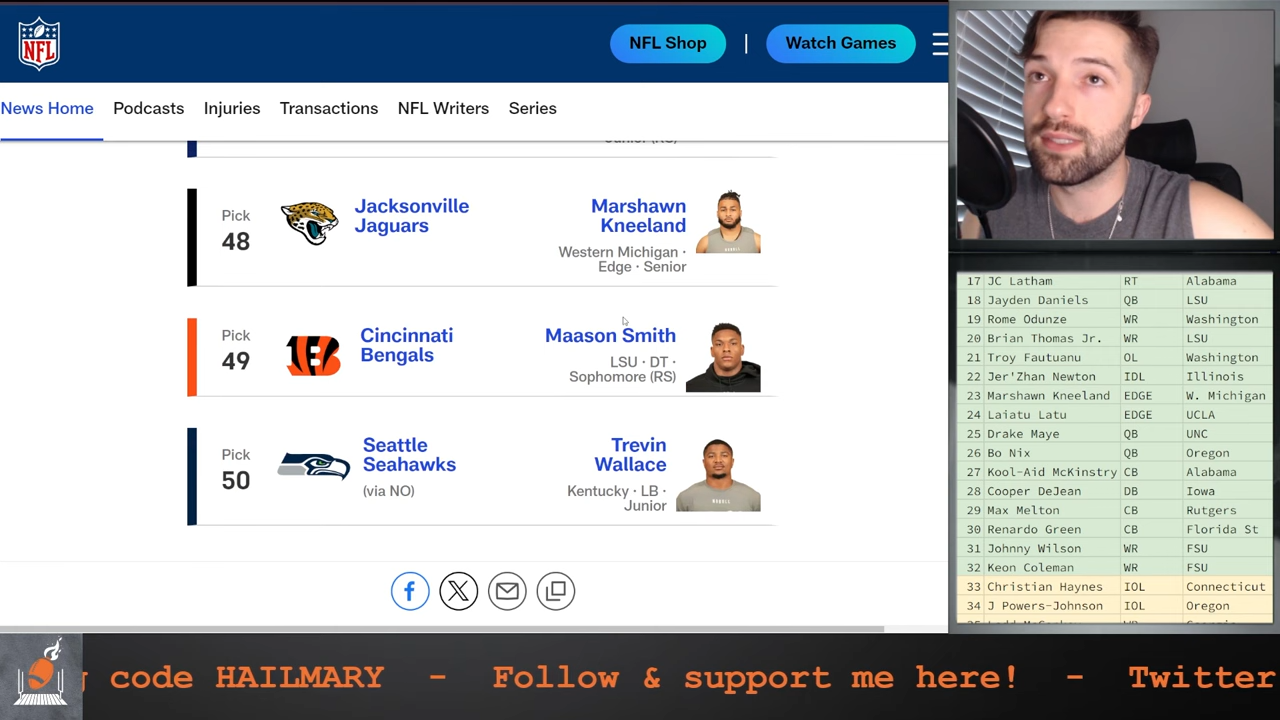 NFL
NFL Shop
Watch Games
News Home
Podcasts
Injuries
Transactions
NFL Writers
Series
Pick
48
Jacksonville
Jaguars
Marshawn
Kneeland
Western Michigan ·
Edge · Senior
Pick
49
Cincinnati
Bengals
Maason Smith
LSU · DT ·
Sophomore (RS)
Pick
50
Seattle
Seahawks
(via NO)
Trevin
Wallace
Kentucky · LB ·
Junior
17 JC Latham RT Alabama
18 Jayden Daniels QB LSU
19 Rome Odunze WR Washington
20 Brian Thomas Jr. WR LSU
21 Troy Fautuanu OL Washington
22 Jer'Zhan Newton IDL Illinois
23 Marshawn Kneeland EDGE W. Michigan
24 Laiatu Latu EDGE UCLA
25 Drake Maye QB UNC
26 Bo Nix QB Oregon
27 Kool-Aid McKinstry CB Alabama
28 Cooper DeJean DB Iowa
29 Max Melton CB Rutgers
30 Renardo Green CB Florida St
31 Johnny Wilson WR FSU
32 Keon Coleman WR FSU
33 Christian Haynes IOL Connecticut
34 J Powers-Johnson IOL Oregon
code HAILMARY - Follow & support me here! - Twitter